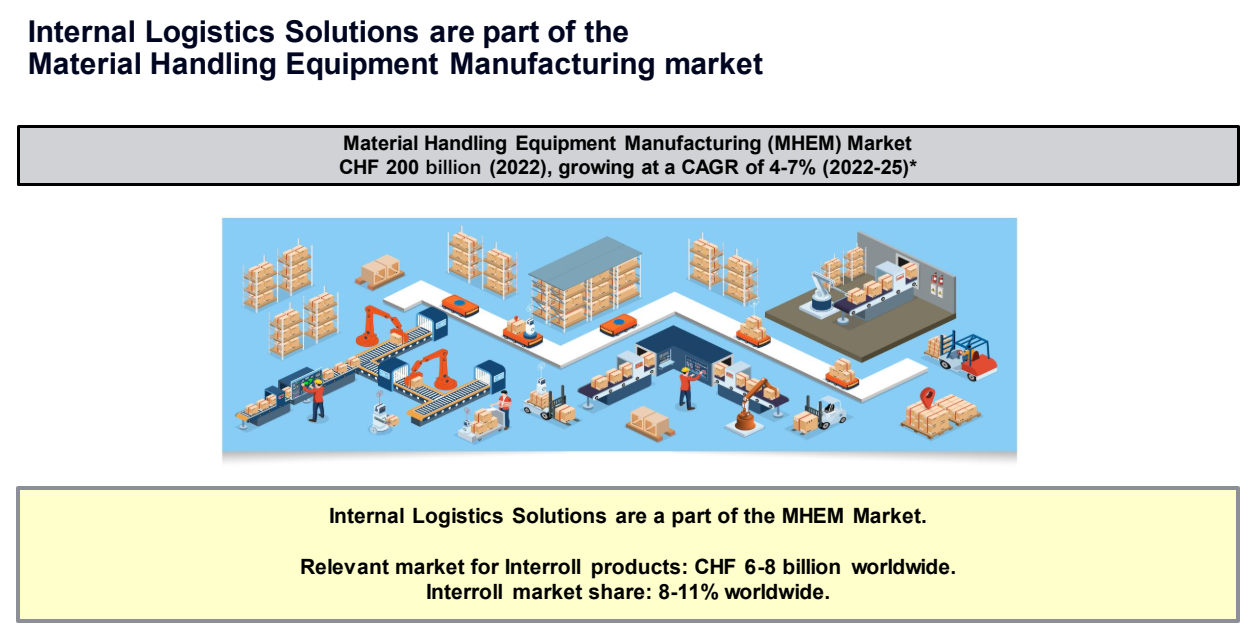 Internal Logistics Solutions are part of the
Material Handling Equipment Manufacturing market
Material Handling Equipment Manufacturing (MHEM) Market
CHF 200 billion (2022), growing at a CAGR of 4-7% (2022-25)*
Internal Logistics Solutions are a part of the MHEM Market.
Relevant market for Interroll products: CHF 6-8 billion worldwide.
Interroll market share: 8-11% worldwide.